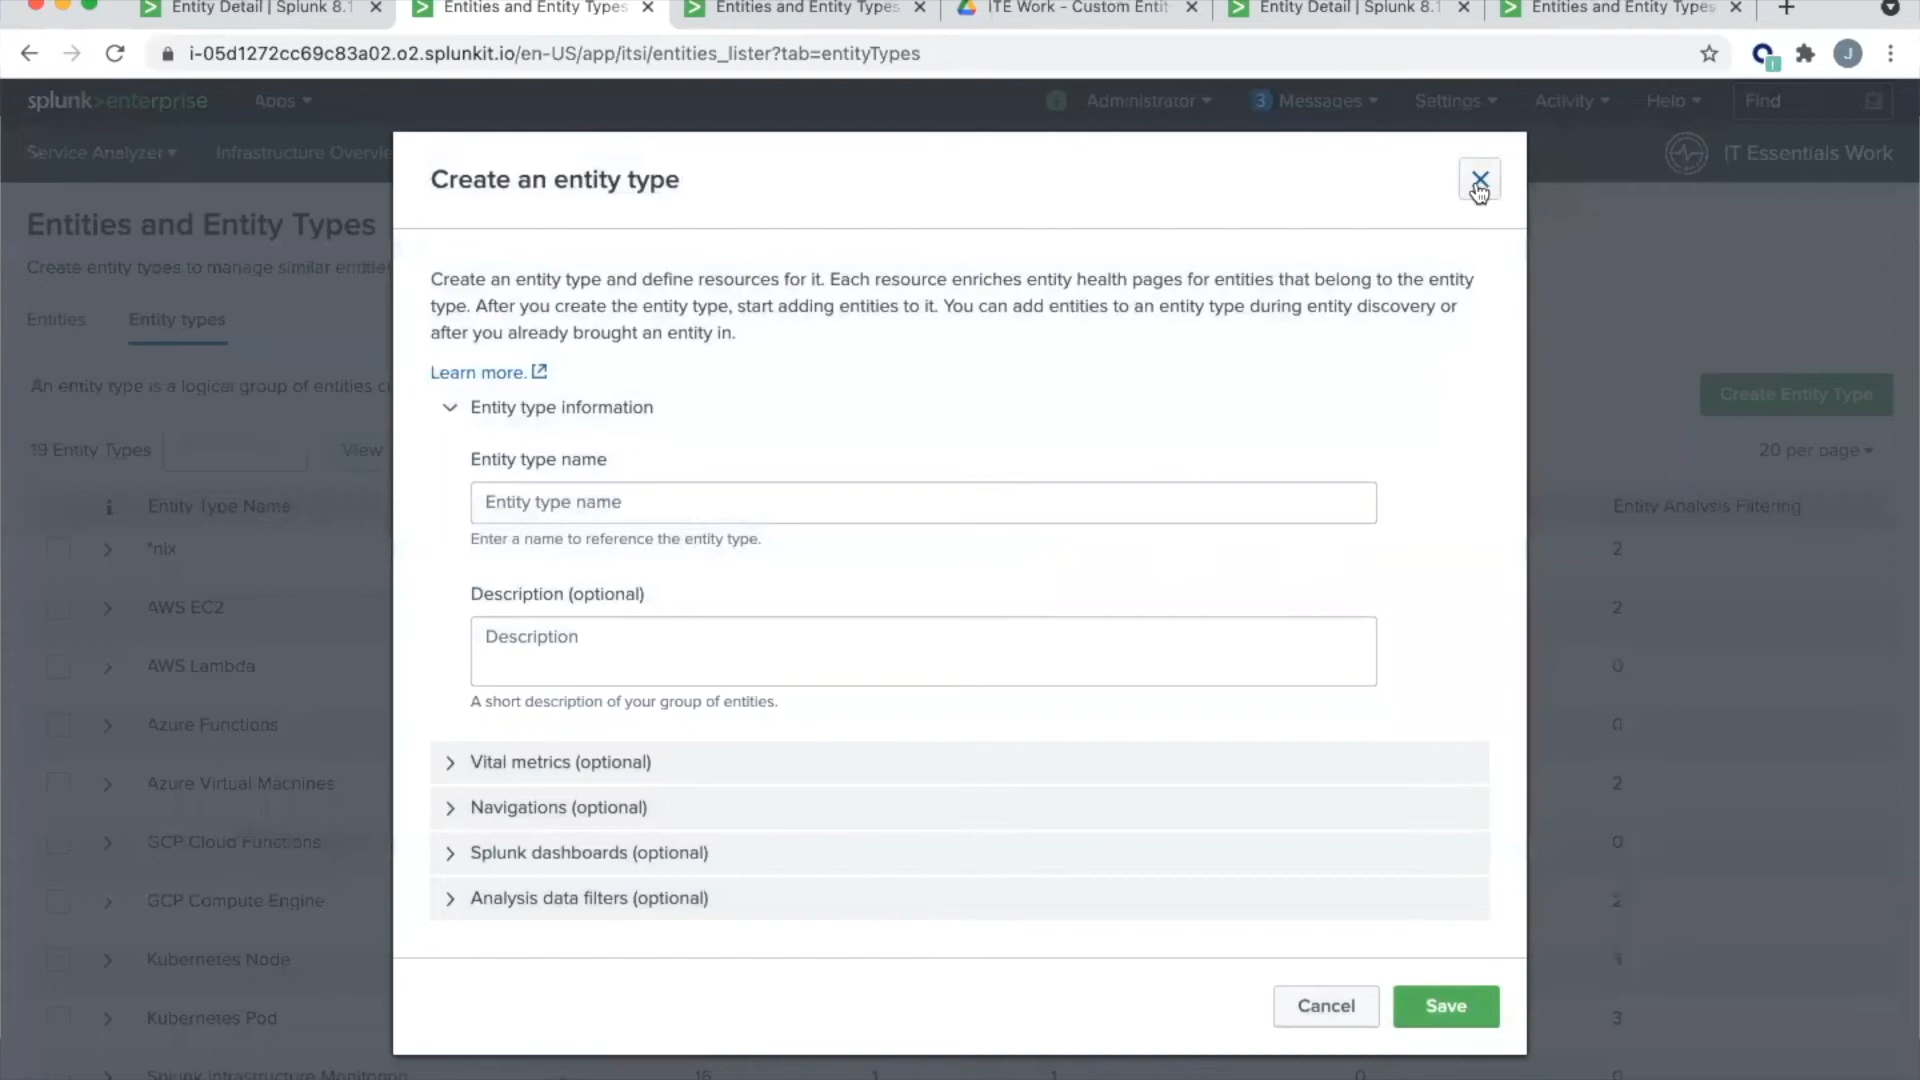 Entity Detail | Splunk 8.1
Entities and Entity Types
Entities and Entity Types
ITE Work - Custom Entit
Entity Detail | Splunk 8.1
Entities and Entity Types
i-05d1272cc69c83a02.o2.splunkit.io/en-US/app/itsi/entities_lister?tab=entityTypes
J
splunk>enterprise
Apps
Administrator
3 Messages
Settings
Activity
Help
Find
Service Analyzer
Infrastructure Overvie
IT Essentials Work
Create an entity type
Entities and Entity Types
Create entity types to manage similar entitie
Create an entity type and define resources for it. Each resource enriches entity health pages for entities that belong to the entity
type. After you create the entity type, start adding entities to it. You can add entities to an entity type during entity discovery or
after you already brought an entity in.
Entities
Entity types
Learn more.
An entity type is a logical group of entities c
Create Entity Type
Entity type information
19 Entity Types
View
20 per page
Entity type name
Entity type name
Enter a name to reference the entity type.
i
Entity Type Name
Entity Analysis Filtering
*nix
2
Description (optional)
Description
A short description of your group of entities.
AWS EC2
2
AWS Lambda
0
Azure Functions
0
Vital metrics (optional)
Azure Virtual Machines
2
Navigations (optional)
GCP Cloud Functions
0
Splunk dashboards (optional)
GCP Compute Engine
2
Analysis data filters (optional)
Kubernetes Node
Cancel
Save
Kubernetes Pod
3
Splunk Infrastructure Monitoring
16
1
1
0
0